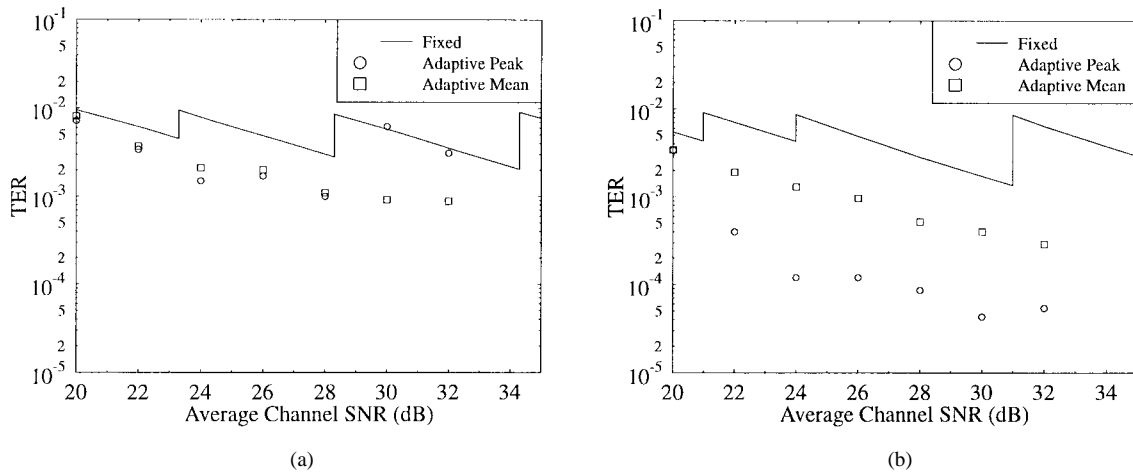 10^-1
5
2
10^-2
5
2
10^-3
5
2
10^-4
5
2
10^-5
TER
Fixed
Adaptive Peak
Adaptive Mean
20 22 24 26 28 30 32 34
Average Channel SNR (dB)
(a)
10^-1
5
2
10^-2
5
2
10^-3
5
2
10^-4
5
2
10^-5
TER
Fixed
Adaptive Peak
Adaptive Mean
20 22 24 26 28 30 32 34
Average Channel SNR (dB)
(b)